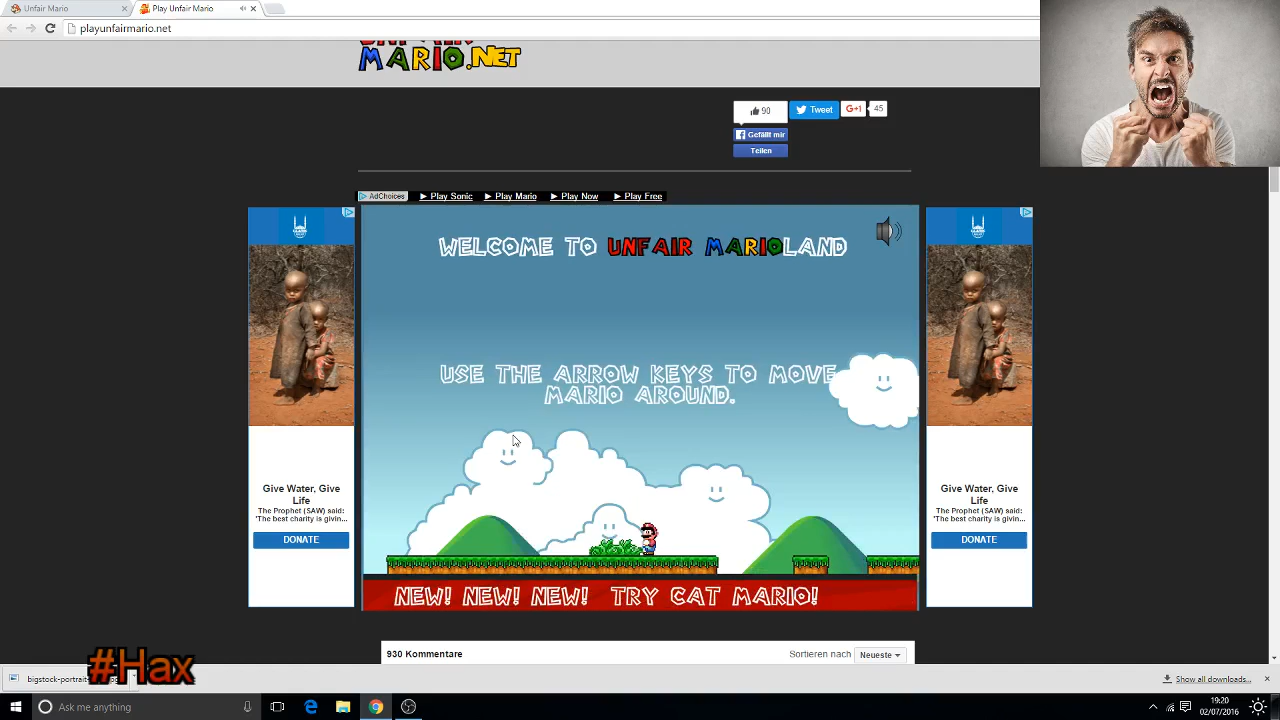 Unfair Mario
Play Unfair Mario
playunfairmario.net
UNFAIR
MARIO.NET
90
Tweet
G+1
45
Gefällt mir
Teilen
AdChoices
► Play Sonic
► Play Mario
► Play Now
► Play Free
WELCOME TO UNFAIR MARIOLAND
USE THE ARROW KEYS TO MOVE
MARIO AROUND.
Give Water, Give
Life
The Prophet (SAW) said:
'The best charity is givin...
DONATE
Give Water, Give
Life
The Prophet (SAW) said:
'The best charity is givin...
DONATE
NEW! NEW! NEW! TRY CAT MARIO!
930 Kommentare
Sortieren nach
Neueste
#Hax
bigstock-portrait-
Show all downloads...
Ask me anything
19:20
02/07/2016